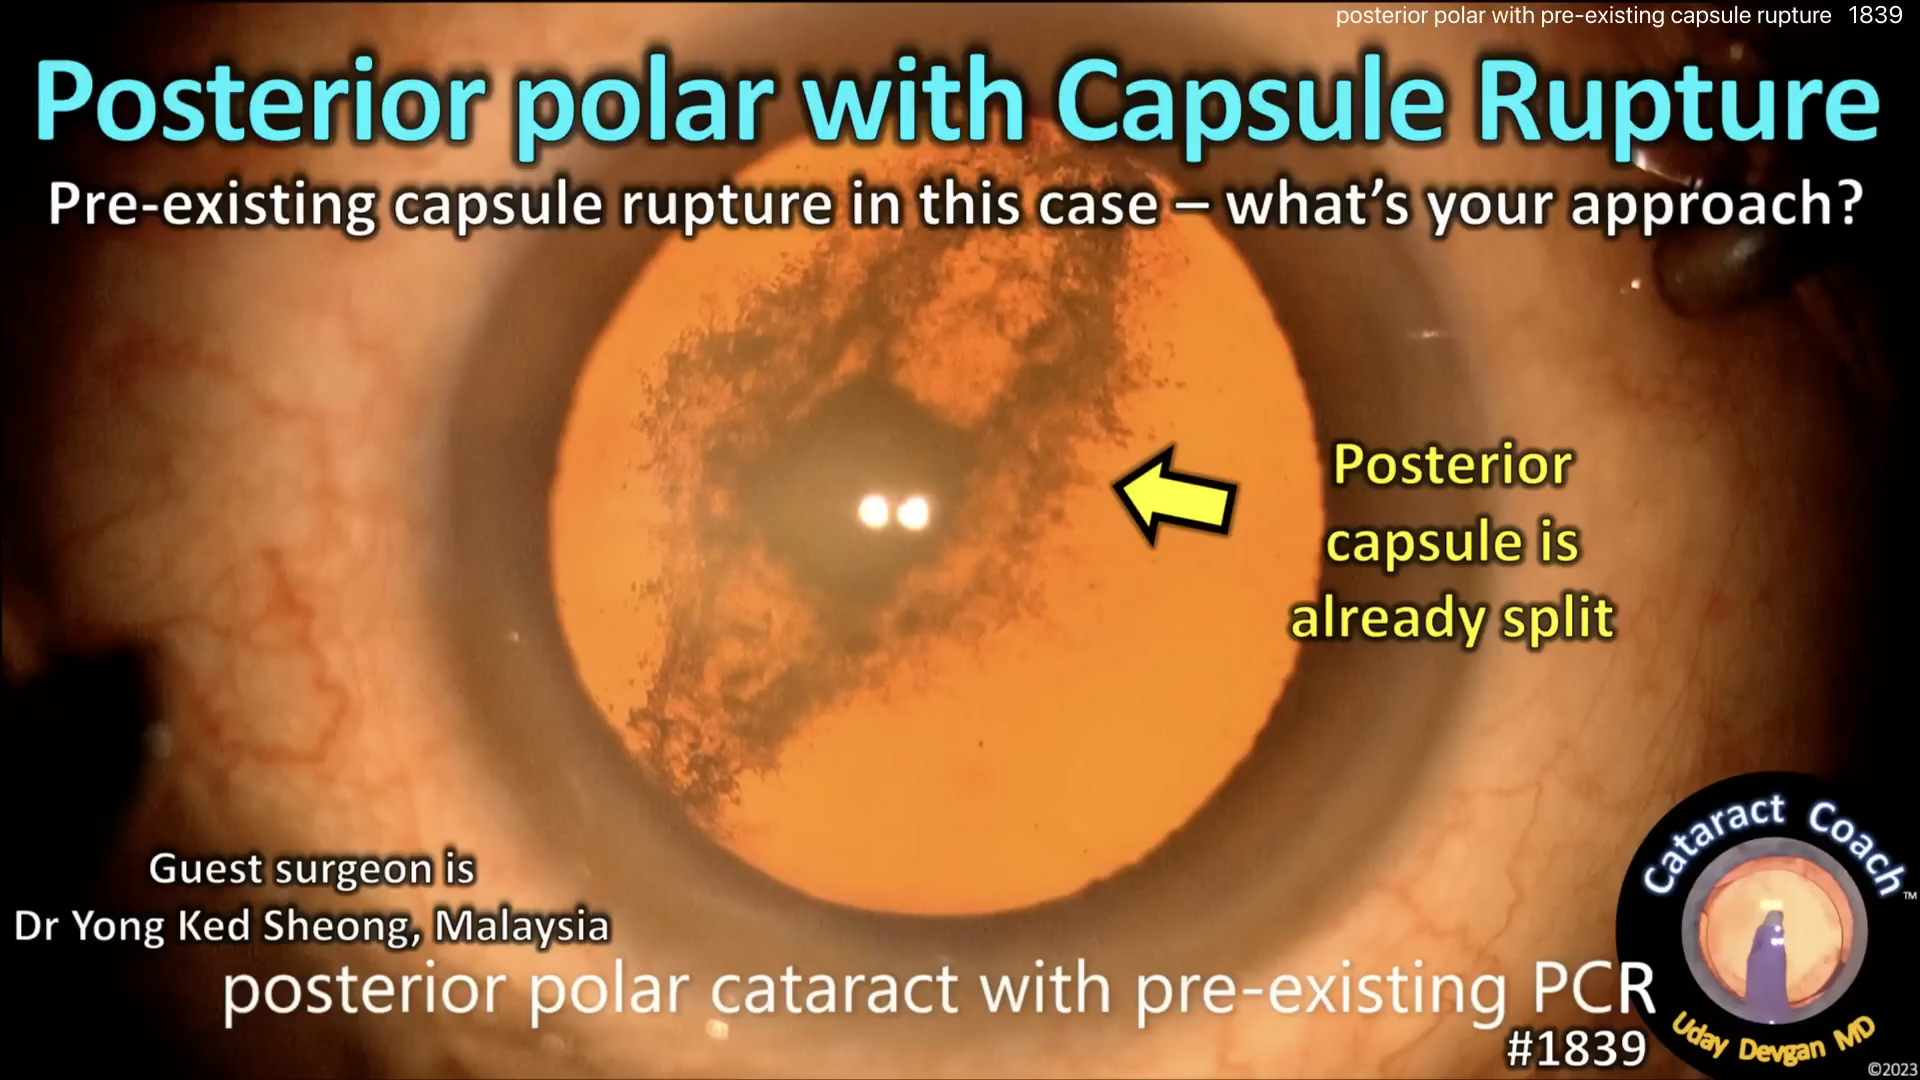 posterior polar with pre-existing capsule rupture 1839
Posterior polar with Capsule Rupture
Pre-existing capsule rupture in this case – what's your approach?
Posterior
capsule is
already split
Guest surgeon is
Dr Yong Ked Sheong, Malaysia
posterior polar cataract with pre-existing PCR
#1839
Cataract Coach™
Uday Devgan MD
©2023